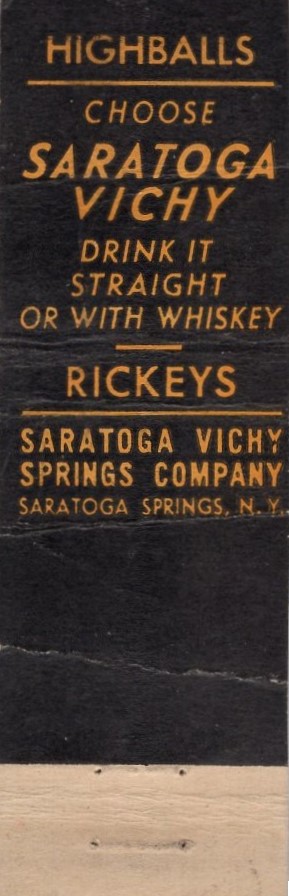 HIGHBALLS
CHOOSE
SARATOGA
VICHY
DRINK IT
STRAIGHT
OR WITH WHISKEY
RICKEYS
SARATOGA VICHY
SPRINGS COMPANY
SARATOGA SPRINGS, N. Y.